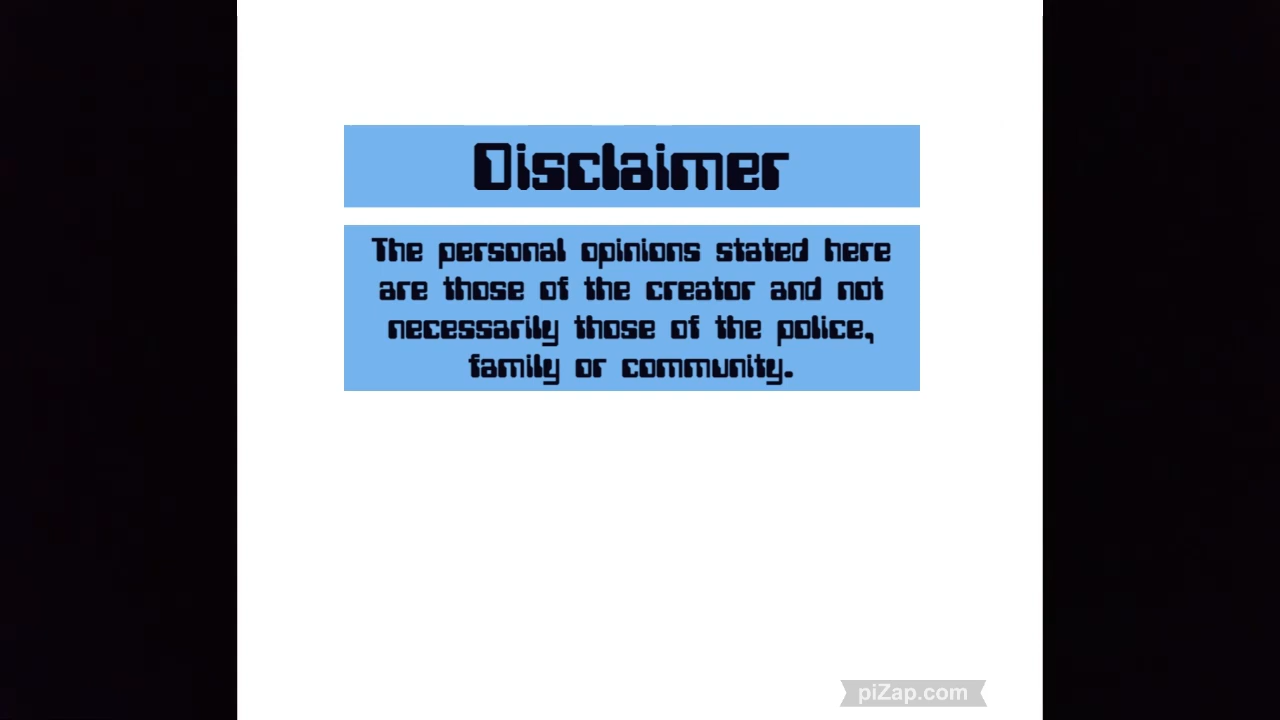 Disclaimer
The personal opinions stated here
are those of the creator and not
necessarily those of the police,
family or community.
piZap.com